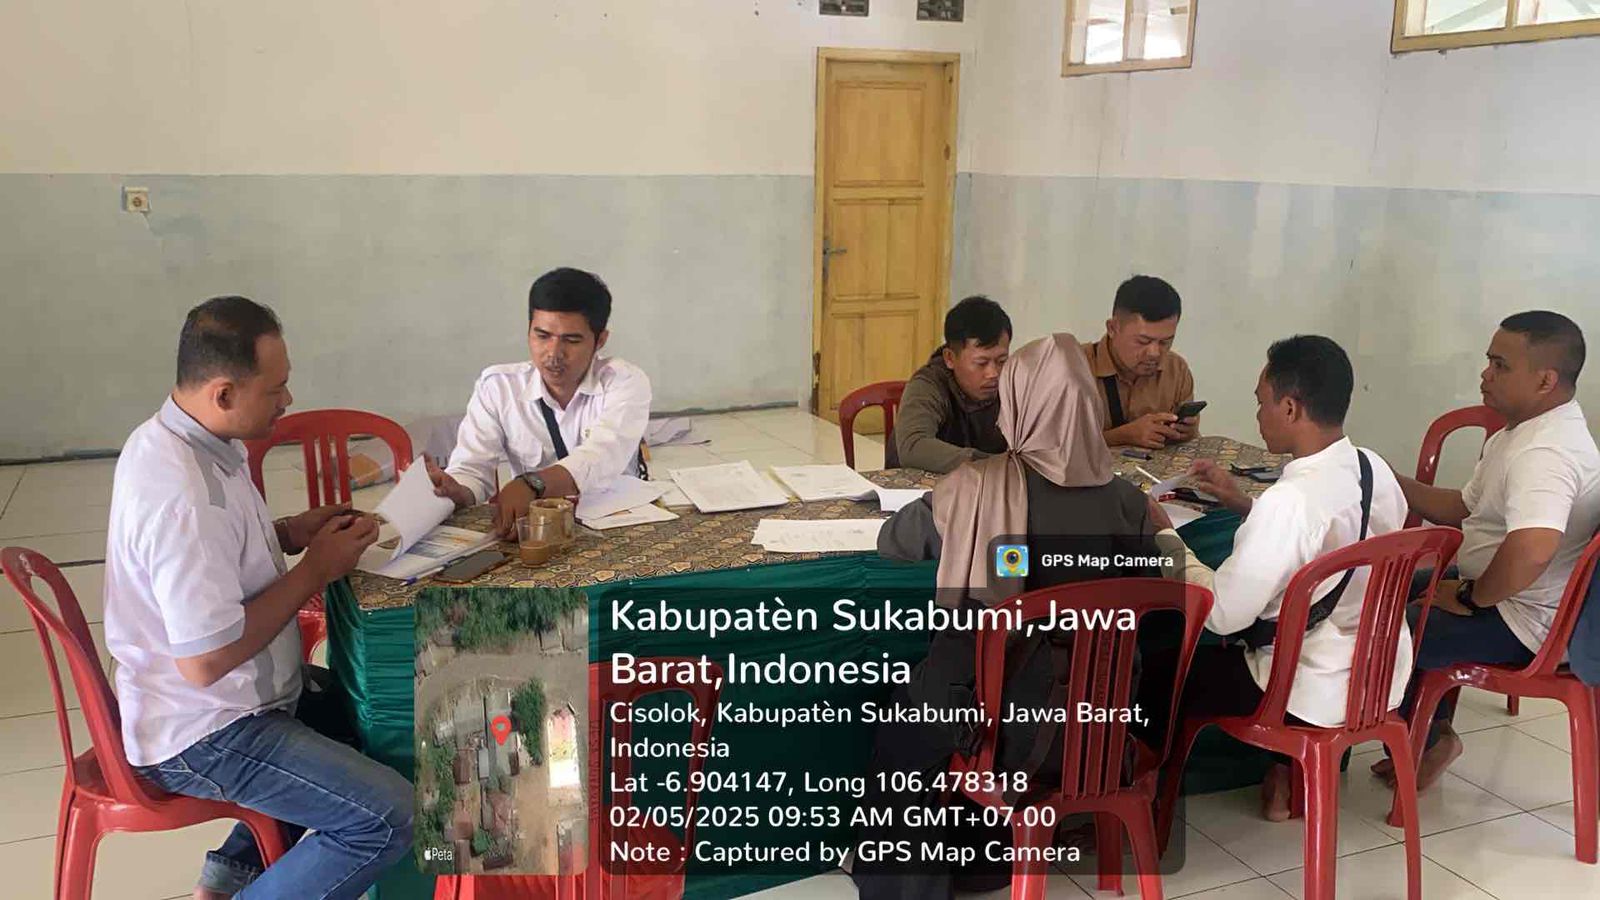 GPS Map Camera
Kabupatèn Sukabumi,Jawa
Barat,Indonesia
Cisolok, Kabupatèn Sukabumi, Jawa Barat,
Indonesia
Lat -6.904147, Long 106.478318
02/05/2025 09:53 AM GMT+07.00
Note : Captured by GPS Map Camera
Peta